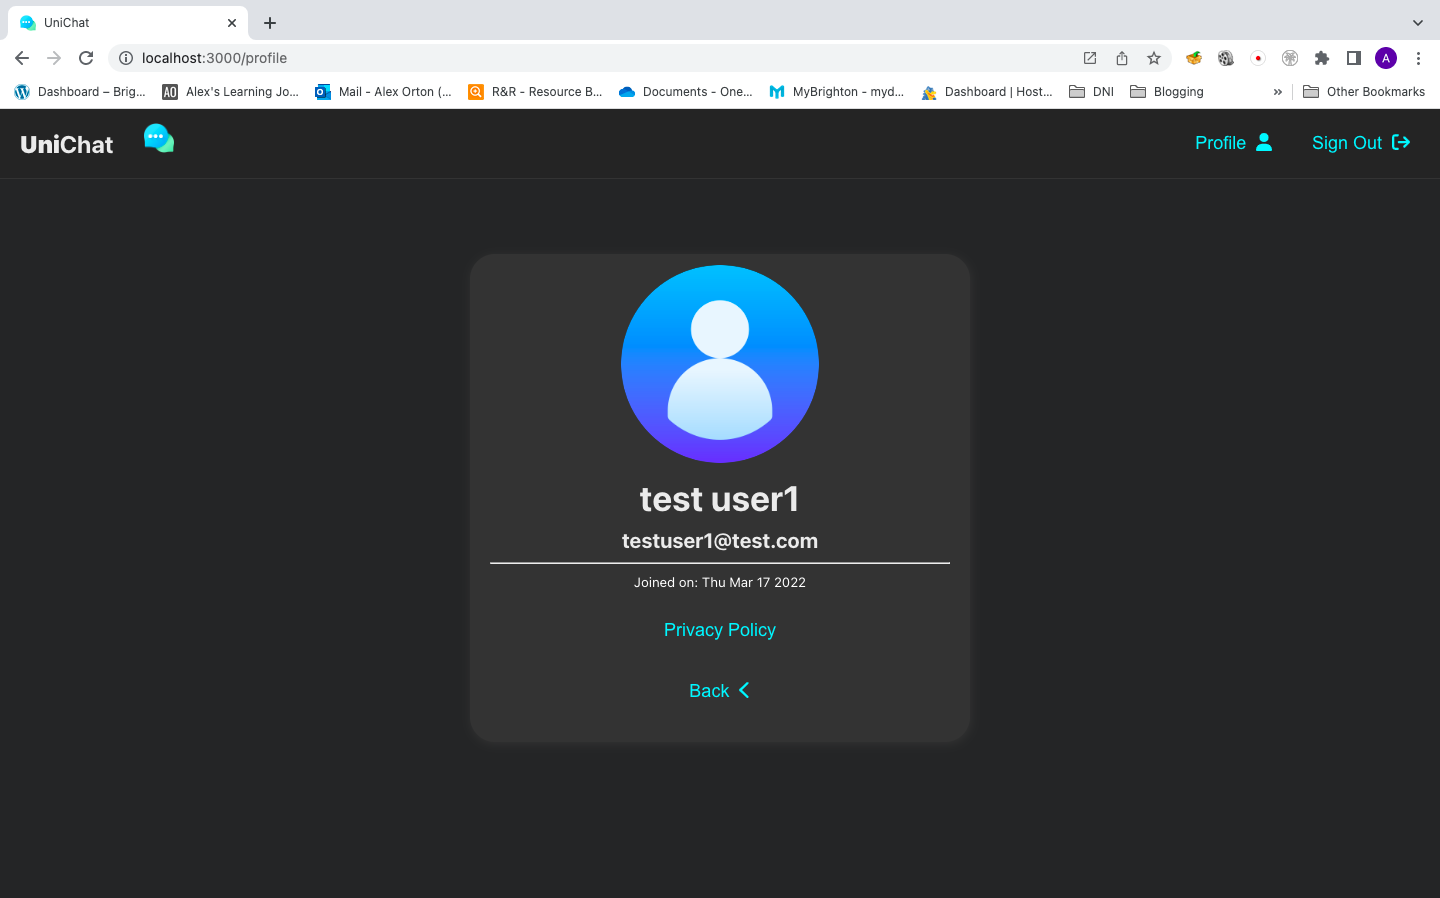 UniChat
localhost:3000/profile
A
Dashboard – Brig...
AO Alex's Learning Jo...
Mail - Alex Orton (...
R&R - Resource B...
Documents - One...
MyBrighton - myd...
Dashboard | Host...
DNI
Blogging
»
Other Bookmarks
UniChat
Profile
Sign Out
test user1
testuser1@test.com
Joined on: Thu Mar 17 2022
Privacy Policy
Back